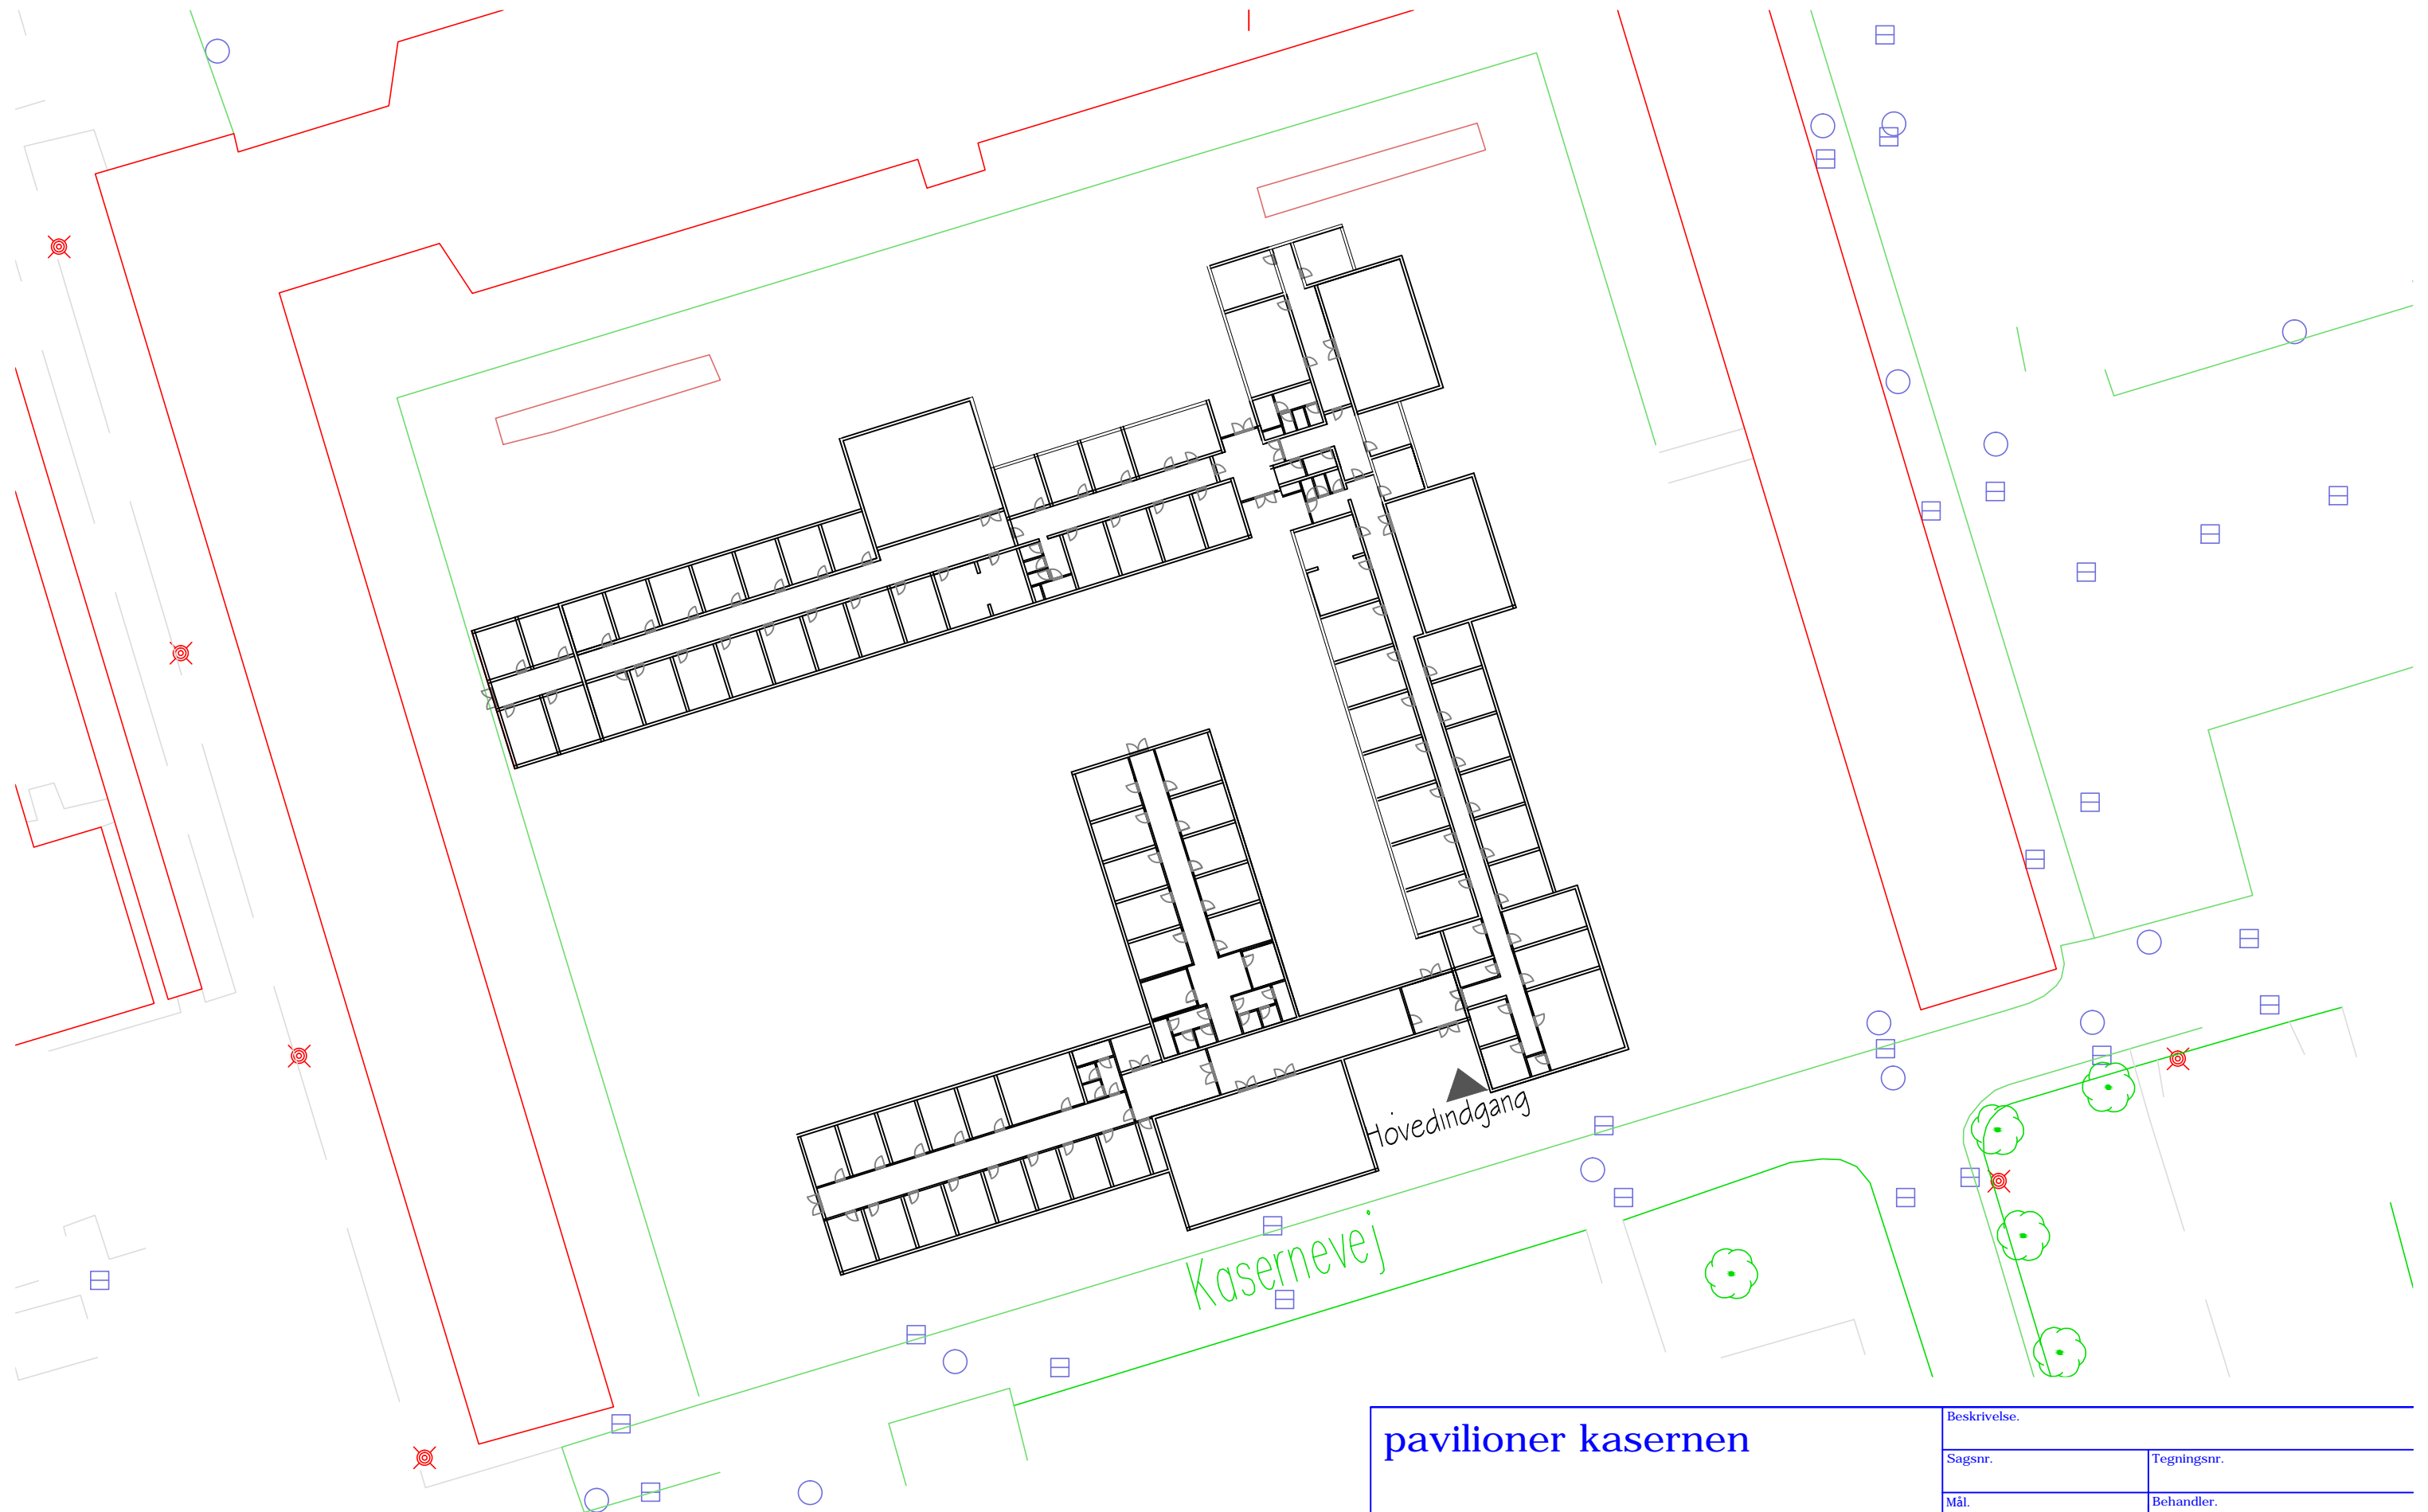 Hovedindgang
Kasernevej
pavilioner kasernen
Beskrivelse.
Sagsnr.
Tegningsnr.
Mål.
Behandler.